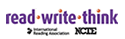 read·write·think
International Reading Association NCTE